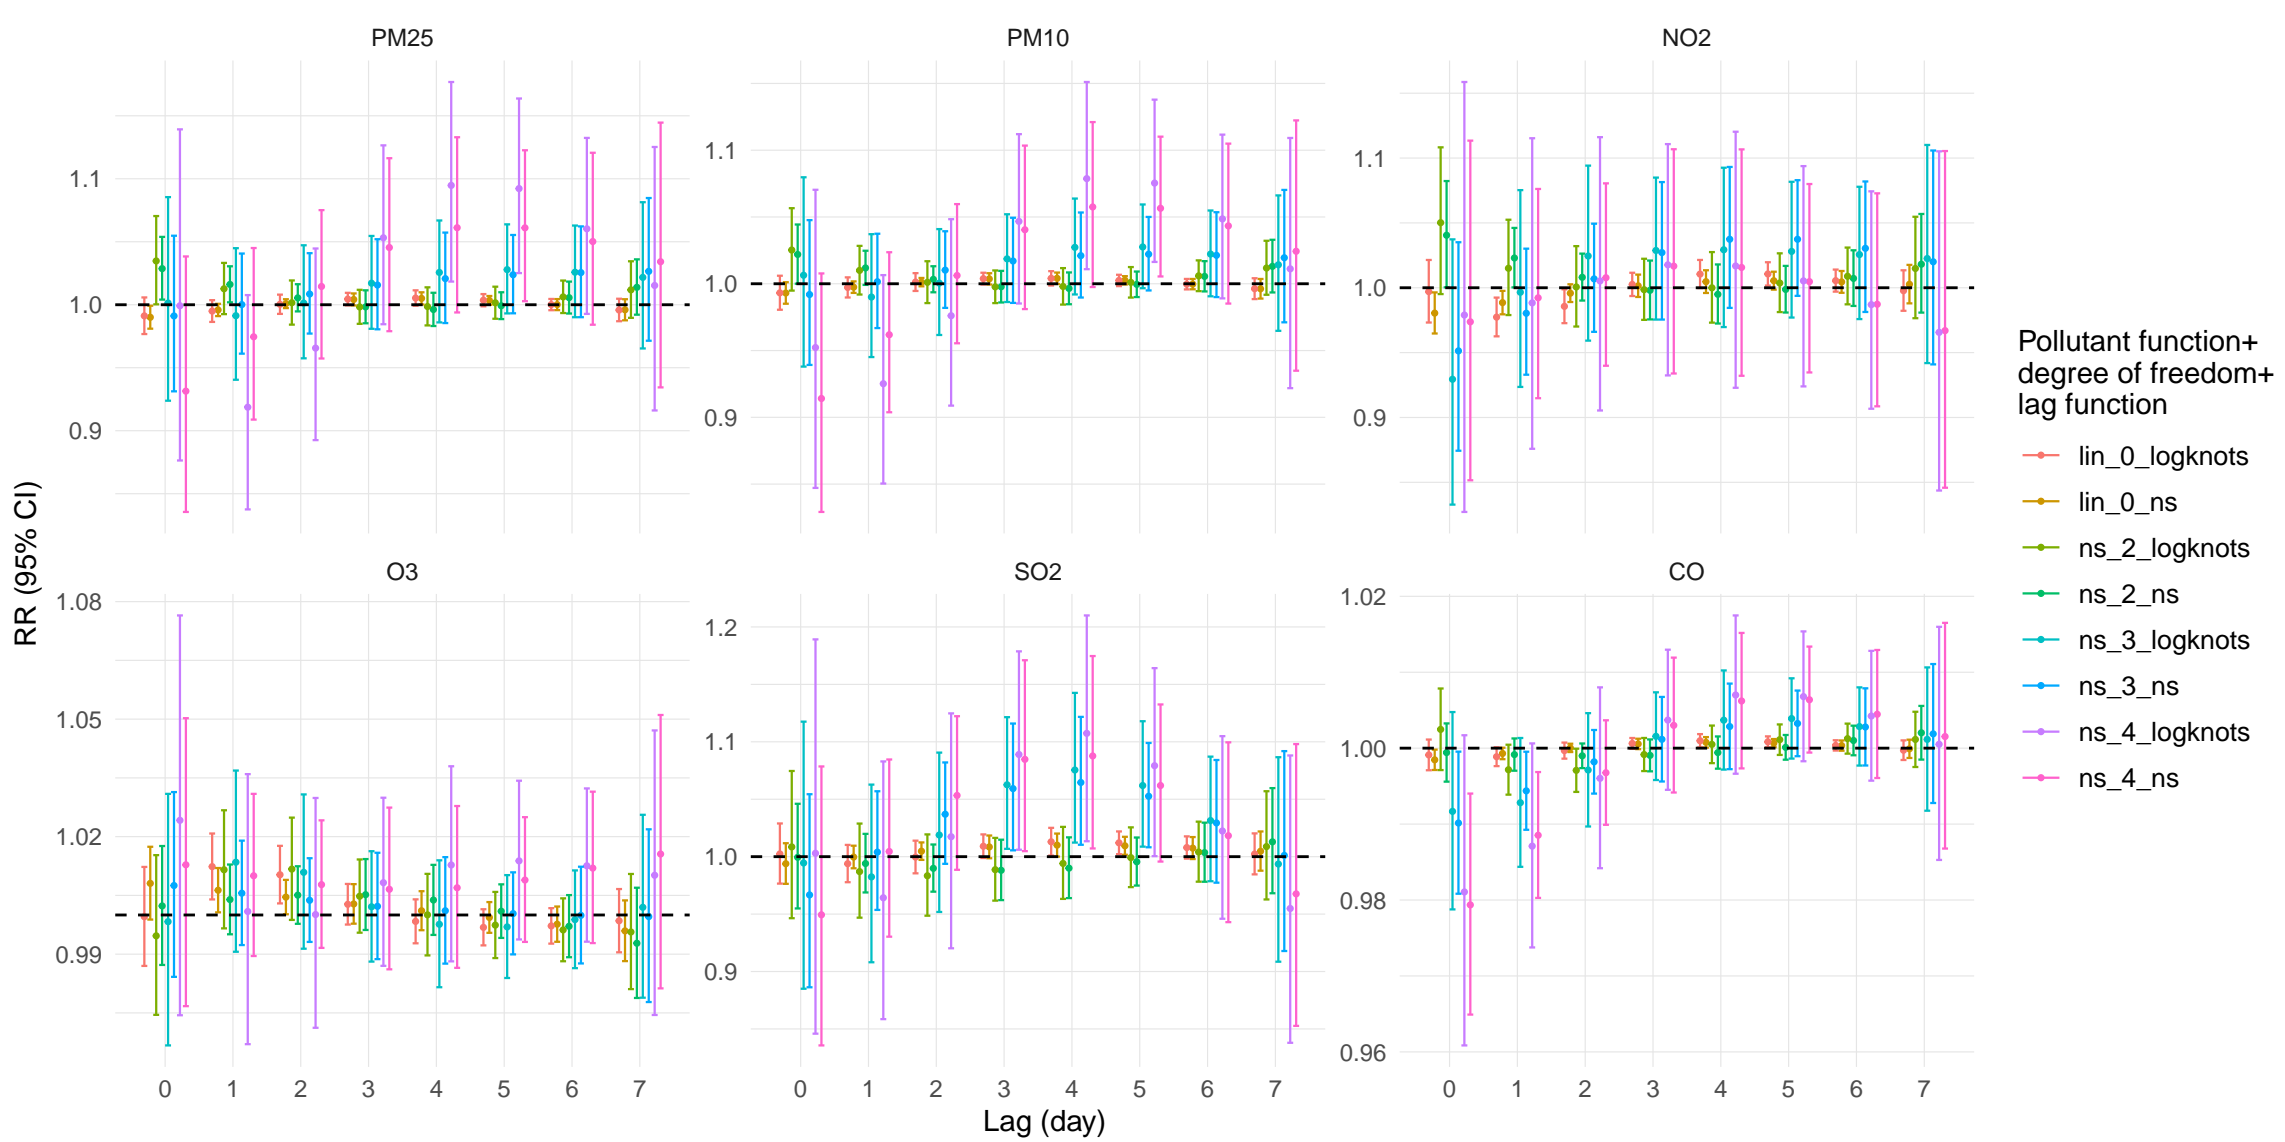 PM25
PM10
NO2
1.1
1.0
0.9
1.1
1.0
0.9
1.1
1.0
0.9
RR (95% CI)
O3
SO2
CO
1.08
1.05
1.02
0.99
1.2
1.1
1.0
0.9
1.02
1.00
0.98
0.96
0 1 2 3 4 5 6 7
0 1 2 3 4 5 6 7
0 1 2 3 4 5 6 7
Lag (day)
Pollutant function+
degree of freedom+
lag function
lin_0_logknots
lin_0_ns
ns_2_logknots
ns_2_ns
ns_3_logknots
ns_3_ns
ns_4_logknots
ns_4_ns